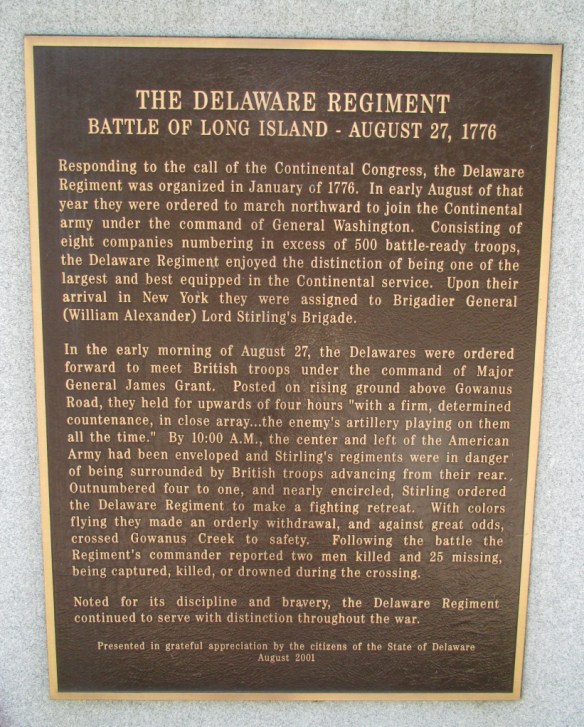 THE DELAWARE REGIMENT
BATTLE OF LONG ISLAND - AUGUST 27, 1776
Responding to the call of the Continental Congress, the Delaware
Regiment was organized in January of 1776. In early August of that
year they were ordered to march northward to join the Continental
army under the command of General Washington. Consisting of
eight companies numbering in excess of 500 battle-ready troops,
the Delaware Regiment enjoyed the distinction of being one of the
largest and best equipped in the Continental service. Upon their
arrival in New York they were assigned to Brigadier General
(William Alexander) Lord Stirling's Brigade.
In the early morning of August 27, the Delawares were ordered
forward to meet British troops under the command of Major
General James Grant. Posted on rising ground above Gowanus
Road, they held for upwards of four hours "with a firm, determined
countenance, in close array...the enemy's artillery playing on them
all the time." By 10:00 A.M., the center and left of the American
Army had been enveloped and Stirling's regiments were in danger
of being surrounded by British troops advancing from their rear.
Outnumbered four to one, and nearly encircled, Stirling ordered
the Delaware Regiment to make a fighting retreat. With colors
flying they made an orderly withdrawal, and against great odds,
crossed Gowanus Creek to safety. Following the battle the
Regiment's commander reported two men killed and 25 missing,
being captured, killed, or drowned during the crossing.
Noted for its discipline and bravery, the Delaware Regiment
continued to serve with distinction throughout the war.
Presented in grateful appreciation by the citizens of the State of Delaware
August 2001